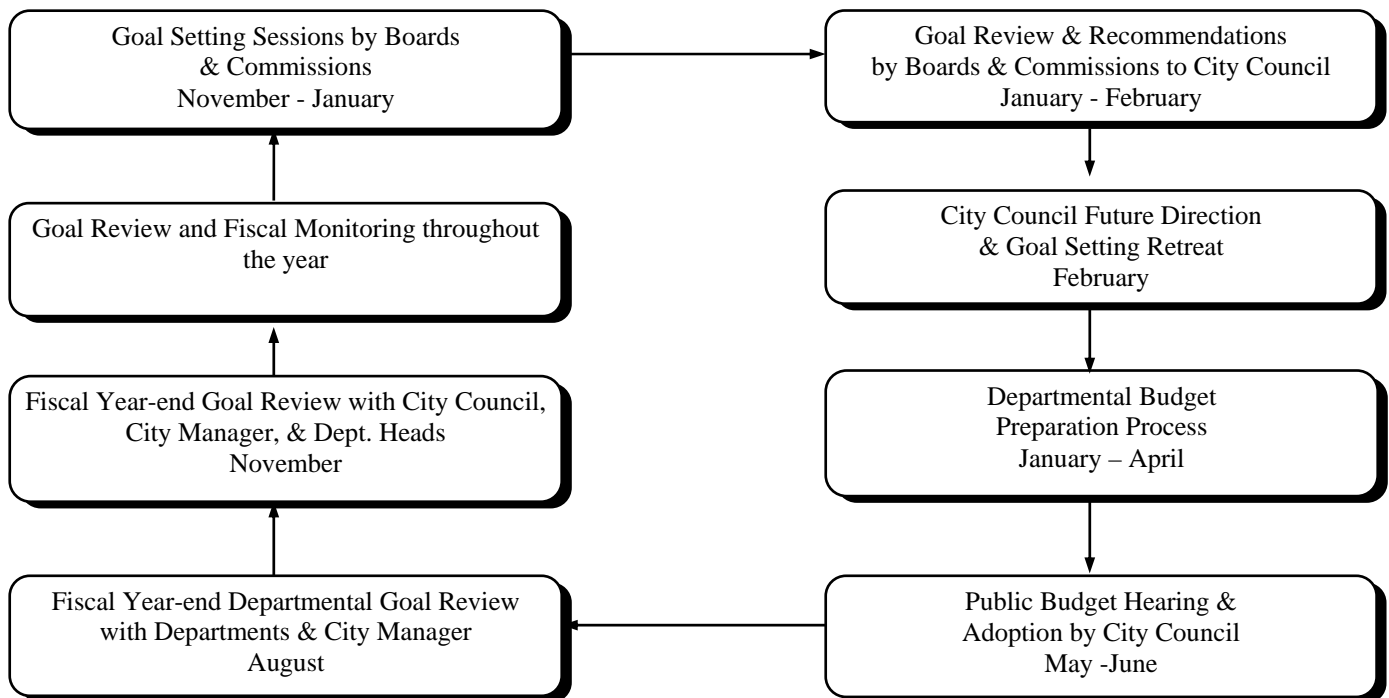 Goal Setting Sessions by Boards
& Commissions
November - January
Goal Review & Recommendations
by Boards & Commissions to City Council
January - February
Goal Review and Fiscal Monitoring throughout
the year
City Council Future Direction
& Goal Setting Retreat
February
Fiscal Year-end Goal Review with City Council,
City Manager, & Dept. Heads
November
Departmental Budget
Preparation Process
January – April
Fiscal Year-end Departmental Goal Review
with Departments & City Manager
August
Public Budget Hearing &
Adoption by City Council
May -June